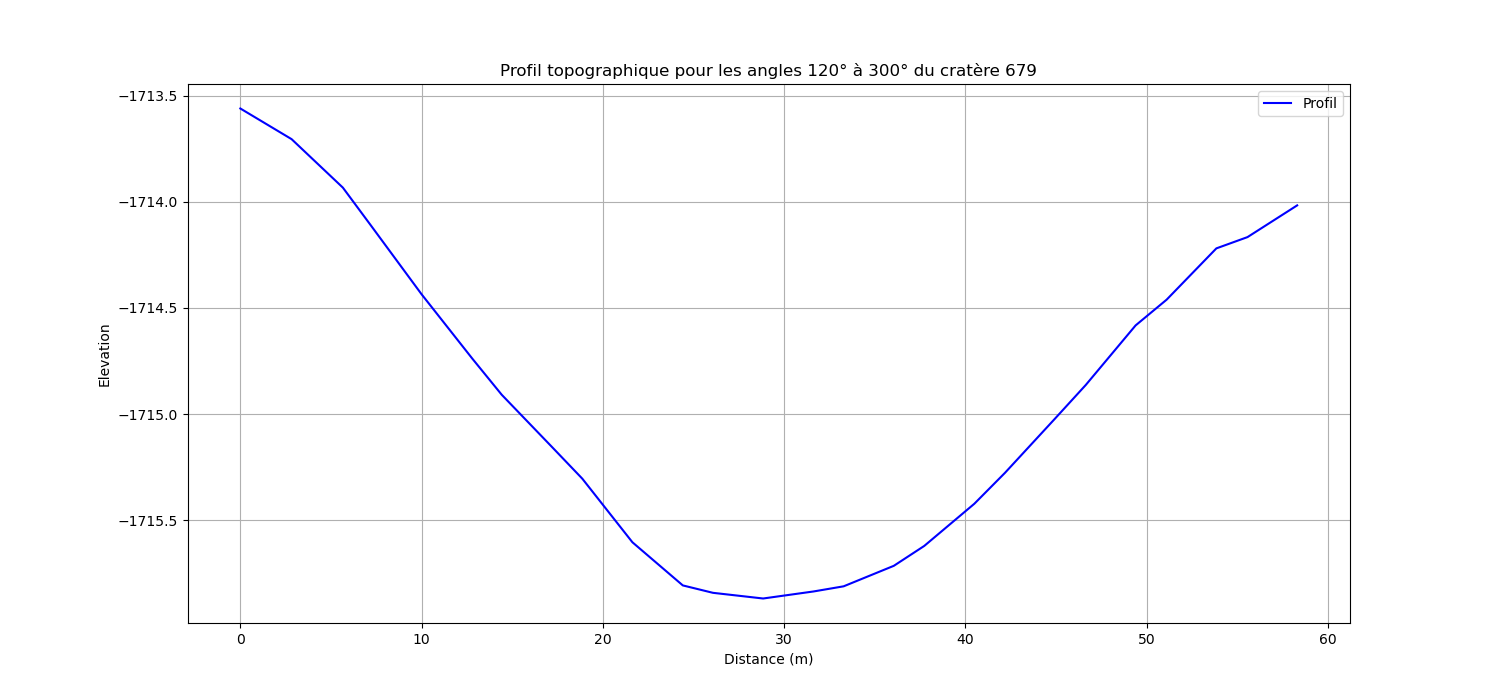 Profil topographique pour les angles 120° à 300° du cratère 679
Profil
Elevation
−1713.5
−1714.0
−1714.5
−1715.0
−1715.5
0 10 20 30 40 50 60
Distance (m)